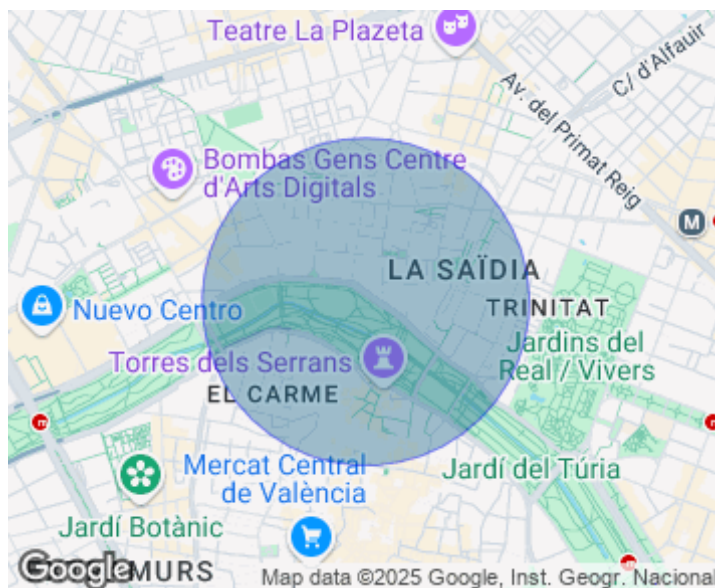 Teatre La Plazeta
C/ d'Alfauir
Av. del Primat Reig
Bombas Gens Centre
d'Arts Digitals
M
LA SAÏDIA
Nuevo Centro
TRINITAT
Torres dels Serrans
Jardins del
Real / Vivers
EL CARME
Mercat Central
de València
Jardí del Túria
Jardí Botànic
Google
MURS
Map data ©2025 Google, Inst. Geogr. Nacional